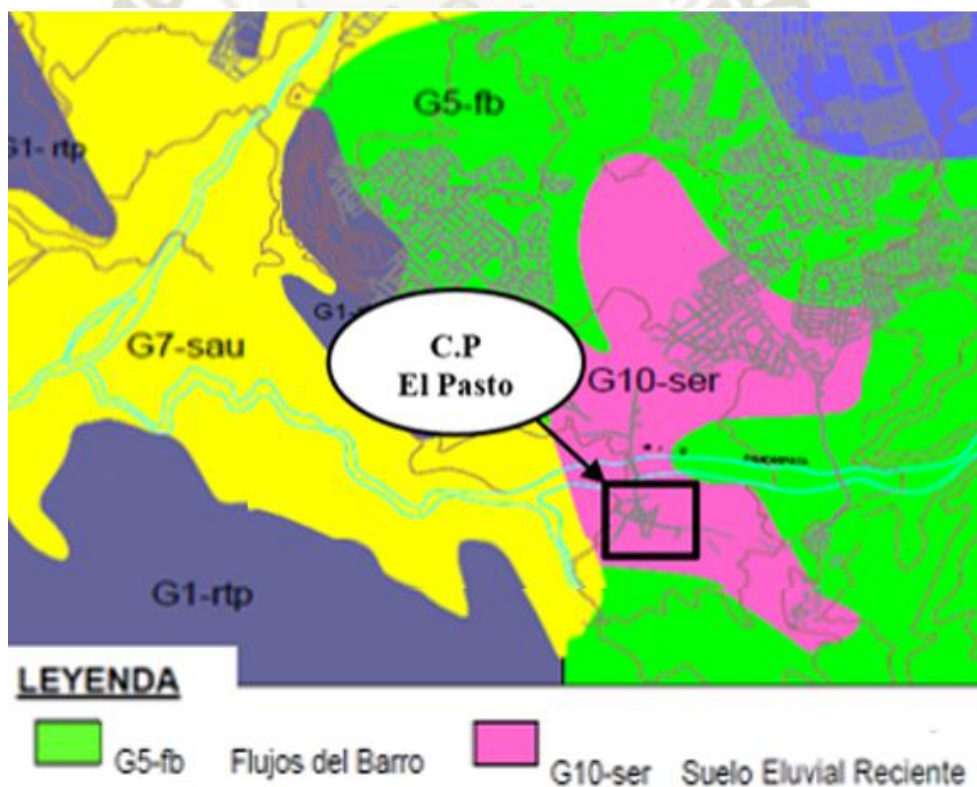 G5-fb
G1- rtp
G7-sau
C.P
El Pasto
G10-ser
G1-rtp
LEYENDA
G5-fb Flujos del Barro
G10-ser Suelo Eluvial Reciente